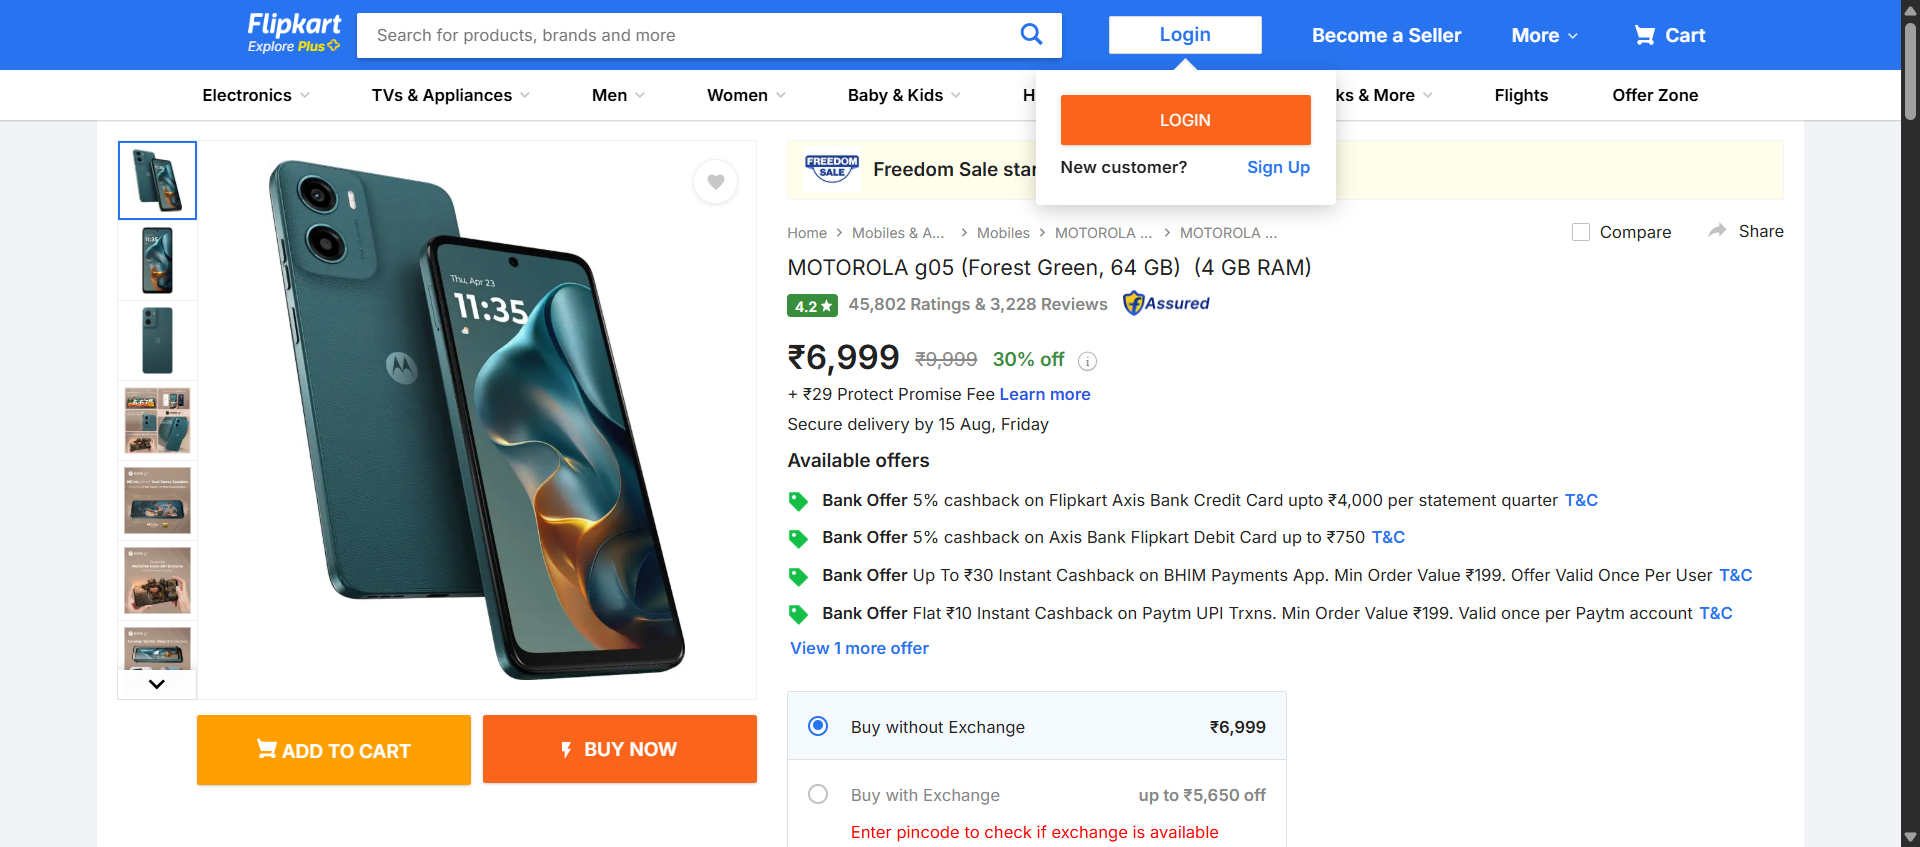 Flipkart
Explore Plus
Search for products, brands and more
Login
Become a Seller
More
Cart
Electronics
TVs & Appliances
Men
Women
Baby & Kids
H
ks & More
Flights
Offer Zone
LOGIN
New customer?
Sign Up
FREEDOM SALE
Freedom Sale star
Home
Mobiles & A...
Mobiles
MOTOROLA ...
MOTOROLA ...
Compare
Share
MOTOROLA g05 (Forest Green, 64 GB) (4 GB RAM)
4.2★
45,802 Ratings & 3,228 Reviews
Assured
₹6,999 ₹9,999 30% off
+ ₹29 Protect Promise Fee Learn more
Secure delivery by 15 Aug, Friday
Available offers
Bank Offer 5% cashback on Flipkart Axis Bank Credit Card upto ₹4,000 per statement quarter T&C
Bank Offer 5% cashback on Axis Bank Flipkart Debit Card up to ₹750 T&C
Bank Offer Up To ₹30 Instant Cashback on BHIM Payments App. Min Order Value ₹199. Offer Valid Once Per User T&C
Bank Offer Flat ₹10 Instant Cashback on Paytm UPI Trxns. Min Order Value ₹199. Valid once per Paytm account T&C
View 1 more offer
Buy without Exchange ₹6,999
Buy with Exchange up to ₹5,650 off
Enter pincode to check if exchange is available
Thu, Apr 23
11:35
ADD TO CART
BUY NOW